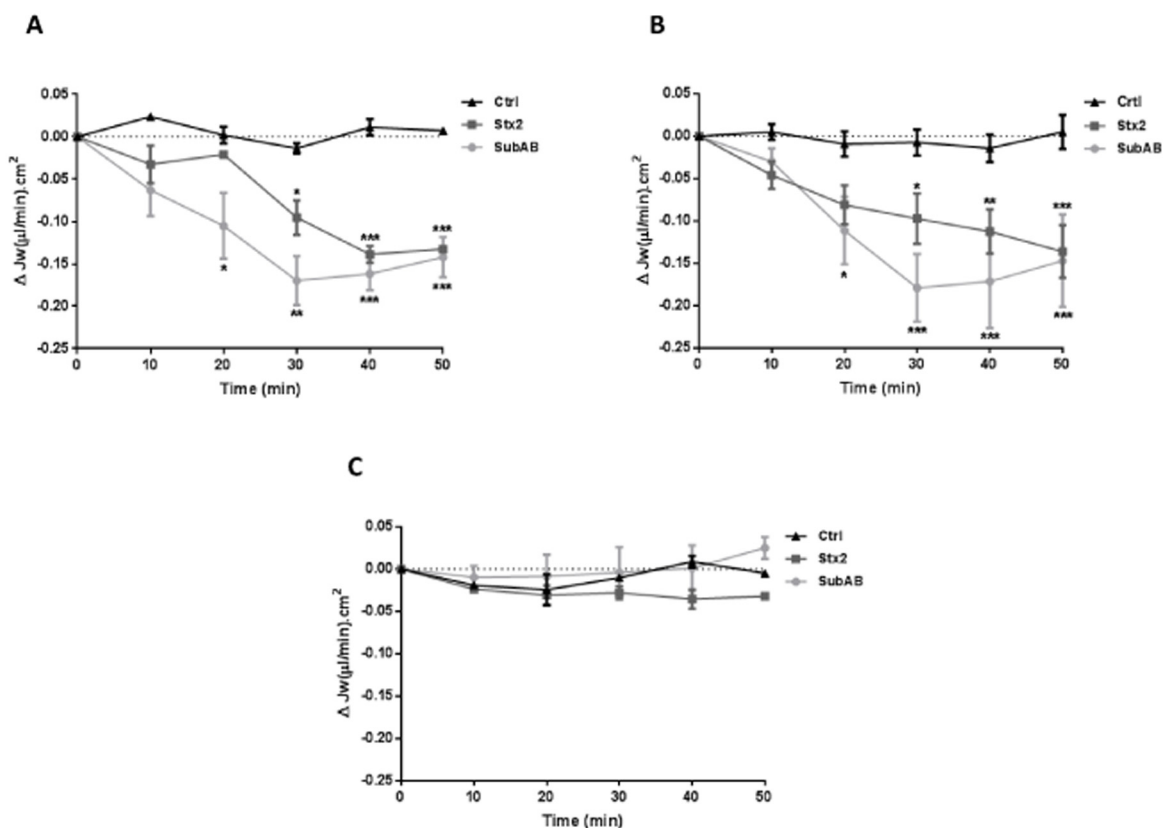 A
0.05
0.00
-0.05
-0.10
-0.15
-0.20
-0.25
Δ Jw(μl/min).cm²
Ctrl
Stx2
SubAB
*
*
**
***
***
***
***
0 10 20 30 40 50
Time (min)
B
0.05
0.00
-0.05
-0.10
-0.15
-0.20
-0.25
Δ Jw(μl/min).cm²
Crtl
Stx2
SubAB
*
*
***
**
***
***
***
0 10 20 30 40 50
Time (min)
C
0.05
0.00
-0.05
-0.10
-0.15
-0.20
-0.25
Δ Jw(μl/min).cm²
Ctrl
Stx2
SubAB
0 10 20 30 40 50
Time (min)